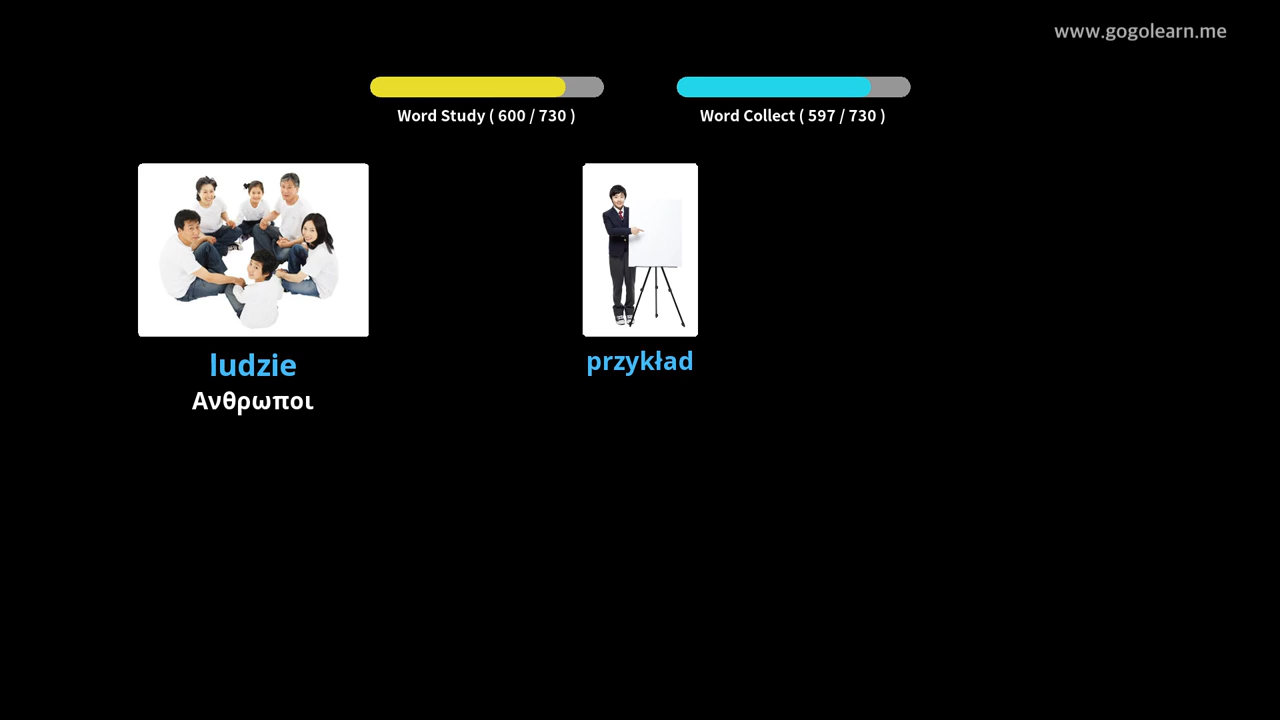 www.gogolearn.me
Word Study ( 600 / 730 )
Word Collect ( 597 / 730 )
ludzie
Ανθρωποι
przykład